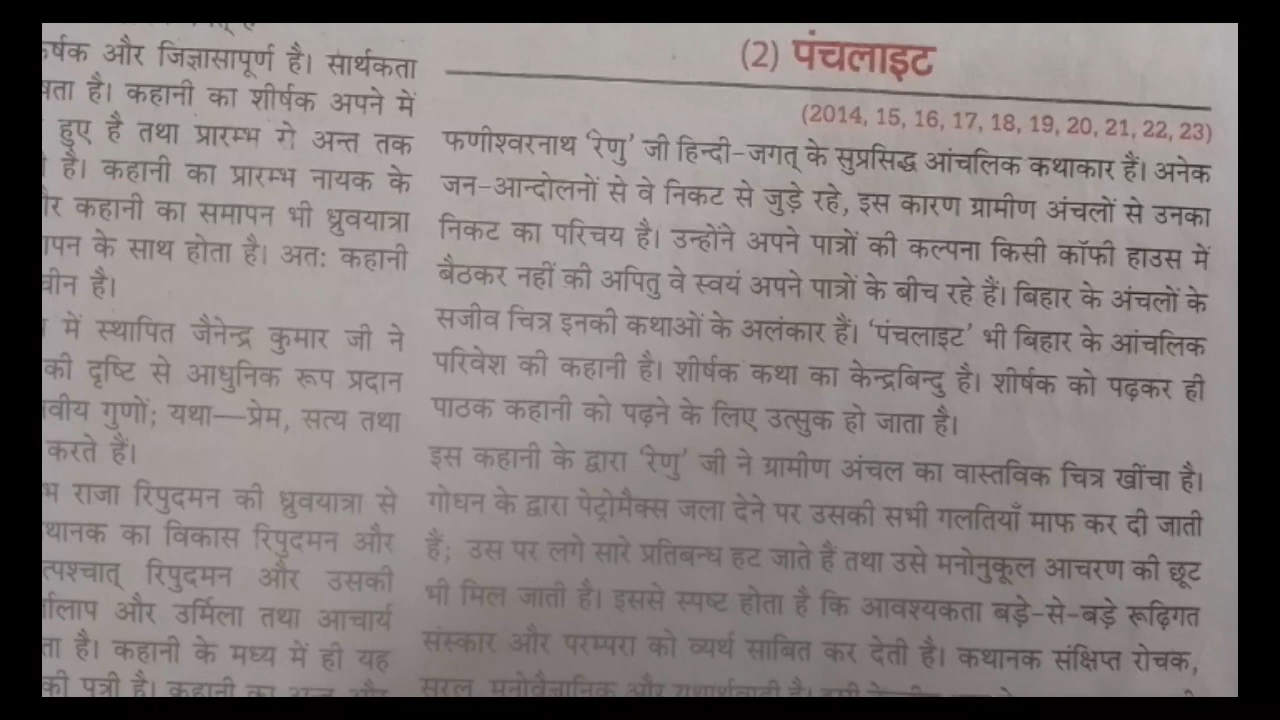 र्षक और जिज्ञासापूर्ण है। सार्थकता
षता है। कहानी का शीर्षक अपने में
हुए है तथा प्रारम्भ से अन्त तक
है। कहानी का प्रारम्भ नायक के
र कहानी का समापन भी ध्रुवयात्रा
ापन के साथ होता है। अतः कहानी
वीन है।
में स्थापित जैनेन्द्र कुमार जी ने
की दृष्टि से आधुनिक रूप प्रदान
वीय गुणों; यथा—प्रेम, सत्य तथा
करते हैं।
भ राजा रिपुदमन की ध्रुवयात्रा से
थानक का विकास रिपुदमन और
त्पश्चात् रिपुदमन और उसकी
र्तालाप और उर्मिला तथा आचार्य
ता है। कहानी के मध्य में ही यह
की पुत्री है। कहानी का अन्त और
(2) पंचलाइट
(2014, 15, 16, 17, 18, 19, 20, 21, 22, 23)
फणीश्वरनाथ ‘रेणु’ जी हिन्दी-जगत् के सुप्रसिद्ध आंचलिक कथाकार हैं। अनेक
जन-आन्दोलनों से वे निकट से जुड़े रहे, इस कारण ग्रामीण अंचलों से उनका
निकट का परिचय है। उन्होंने अपने पात्रों की कल्पना किसी कॉफी हाउस में
बैठकर नहीं की अपितु वे स्वयं अपने पात्रों के बीच रहे हैं। बिहार के अंचलों के
सजीव चित्र इनकी कथाओं के अलंकार हैं। ‘पंचलाइट’ भी बिहार के आंचलिक
परिवेश की कहानी है। शीर्षक कथा का केन्द्रबिन्दु है। शीर्षक को पढ़कर ही
पाठक कहानी को पढ़ने के लिए उत्सुक हो जाता है।
इस कहानी के द्वारा ‘रेणु’ जी ने ग्रामीण अंचल का वास्तविक चित्र खींचा है।
गोधन के द्वारा पेट्रोमैक्स जला देने पर उसकी सभी गलतियाँ माफ कर दी जाती
हैं; उस पर लगे सारे प्रतिबन्ध हट जाते हैं तथा उसे मनोनुकूल आचरण की छूट
भी मिल जाती है। इससे स्पष्ट होता है कि आवश्यकता बड़े-से-बड़े रूढ़िगत
संस्कार और परम्परा को व्यर्थ साबित कर देती है। कथानक संक्षिप्त रोचक,
सरल मनोवैज्ञानिक और यथार्थवादी है।